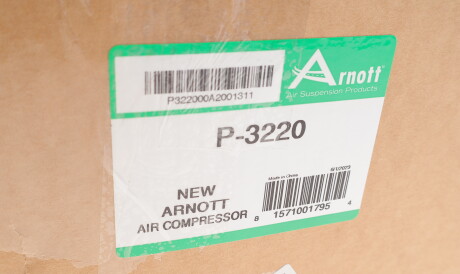 Arnott
Air Suspension Products
P322000A2001311
P-3220
Made in China
NEW
ARNOTT
AIR COMPRESSOR
8 1571001795 4